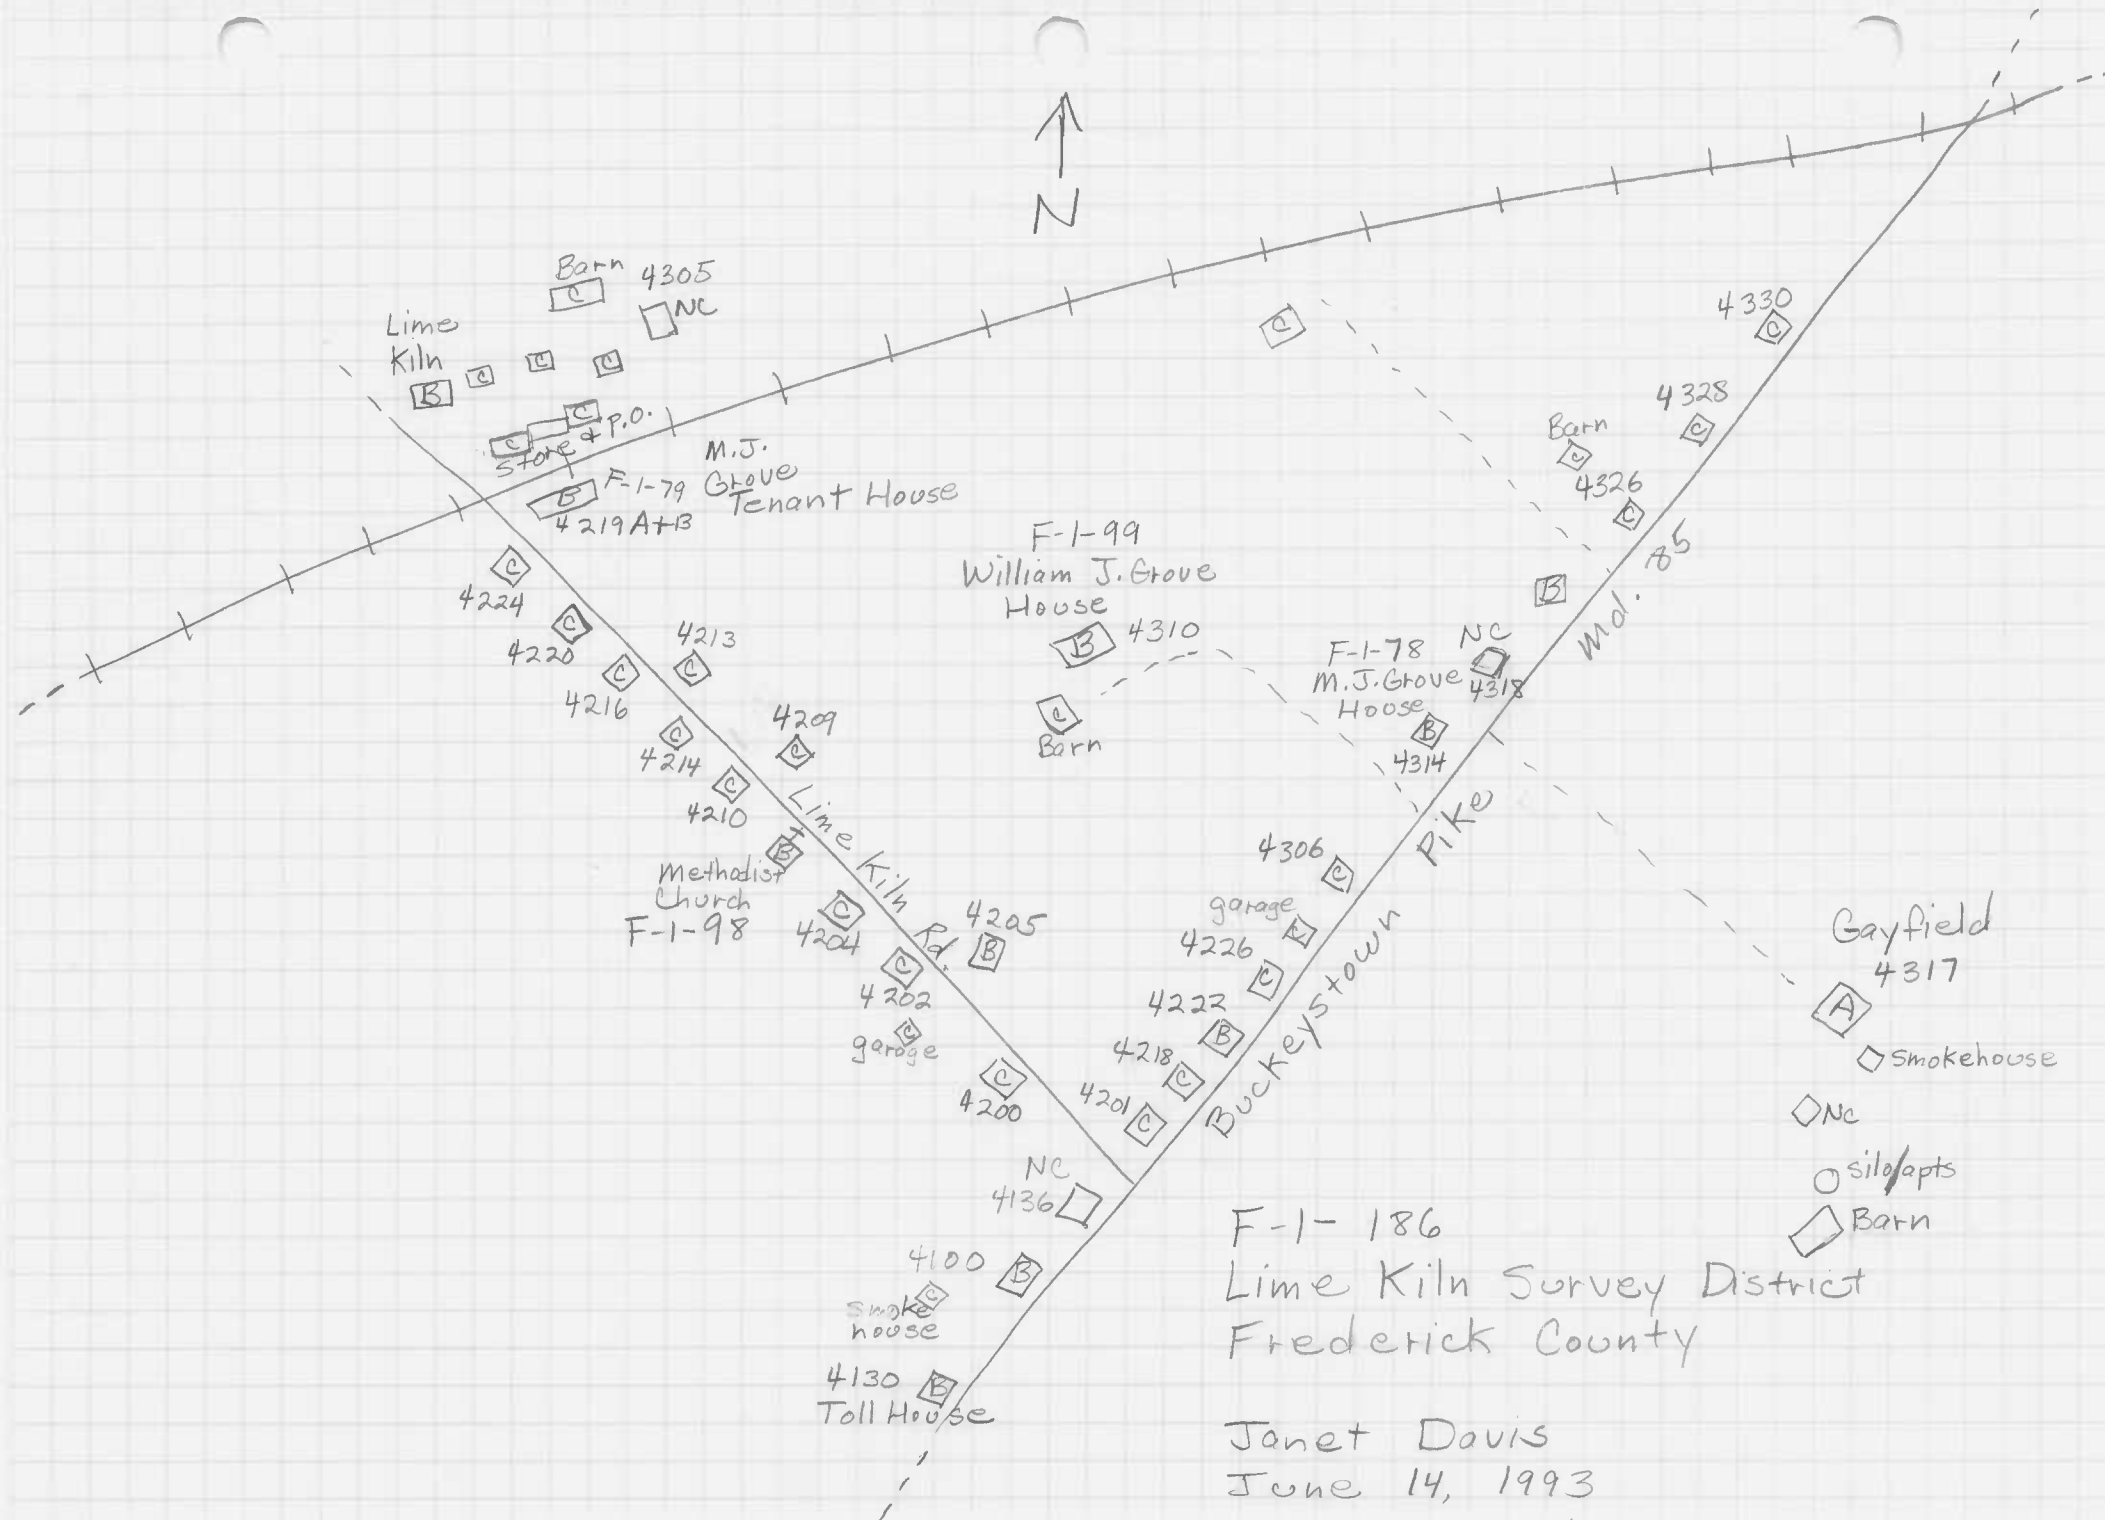 N
Barn
C
4305
NC
Lime
Kiln
B
C
C
C
C
C
store & P.O.
M.J.
Grove
Tenant House
F-1-79
B
4219A+B
C
4330
C
4328
C
Barn
C
4326
C
Md. 85
B
F-1-99
William J. Grove
House
B
4310
C
Barn
NC
4318
F-1-78
M.J. Grove
House
B
4314
C
4224
C
4220
4213
C
C
4216
4209
C
C
4214
C
4210
B
Methodist
Church
F-1-98
Lime Kiln Rd.
C
4204
4205
B
C
4202
C
garage
C
4200
4306
C
garage
C
4226
C
4222
B
4218
C
4201
C
Buckeystown Pike
Gayfield
4317
A
smokehouse
NC
silo/apts
Barn
NC
4136
4100
B
C
smoke
house
4130
B
Toll House
F-1-186
Lime Kiln Survey District
Frederick County
Janet Davis
June 14, 1993